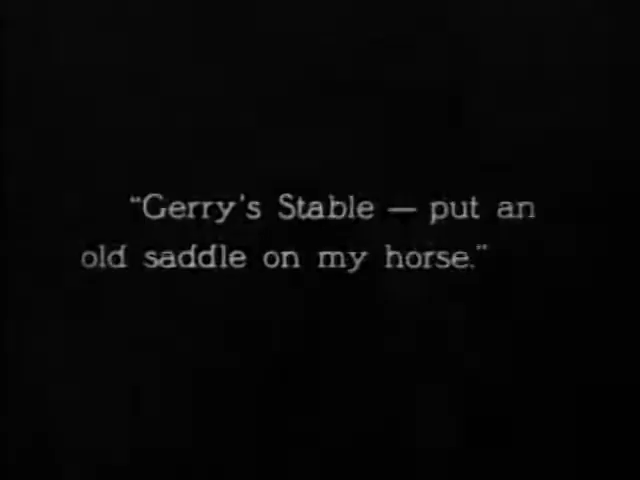 “Gerry's Stable — put an
old saddle on my horse.”